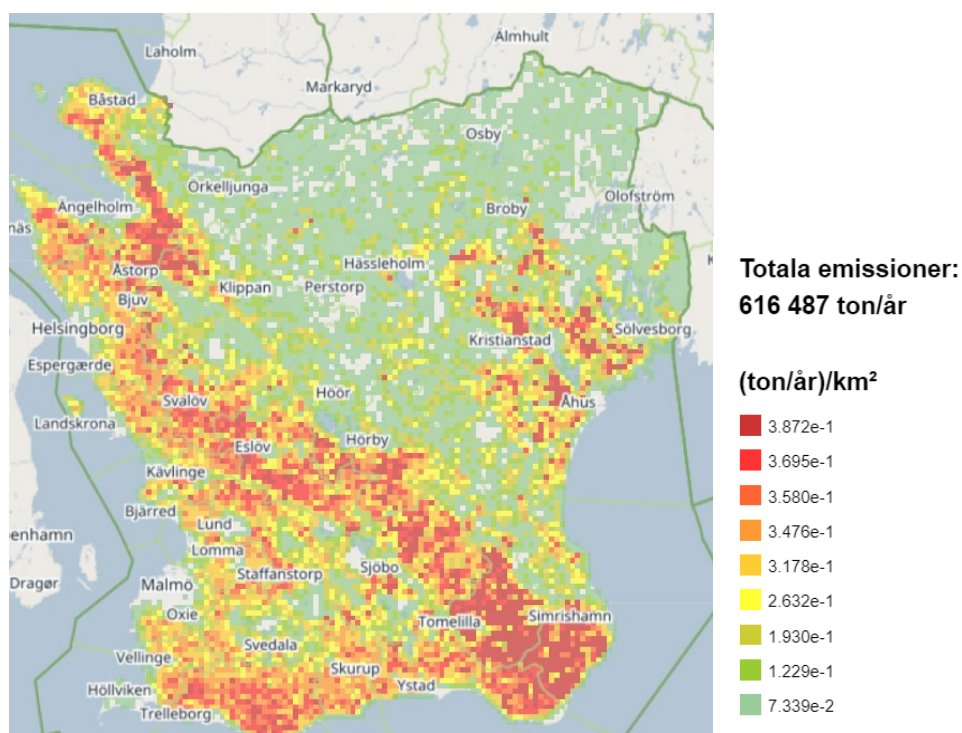 Älmhult
Laholm
Markaryd
Båstad
Osby
Örkelljunga
Olofström
Ängelholm
Broby
näs
Hässleholm
Åstorp
Klippan
Perstorp
Bjuv
Helsingborg
Sölvesborg
Kristianstad
Espergærde
Höör
Svalöv
Åhus
Landskrona
Hörby
Eslöv
Kävlinge
Bjärred
Lund
benhamn
Lomma
Sjöbo
Staffanstorp
Dragør
Malmö
Oxie
Simrishamn
Tomelilla
Svedala
Vellinge
Skurup
Ystad
Höllviken
Trelleborg
Totala emissioner:
616 487 ton/år
(ton/år)/km²
3.872e-1
3.695e-1
3.580e-1
3.476e-1
3.178e-1
2.632e-1
1.930e-1
1.229e-1
7.339e-2